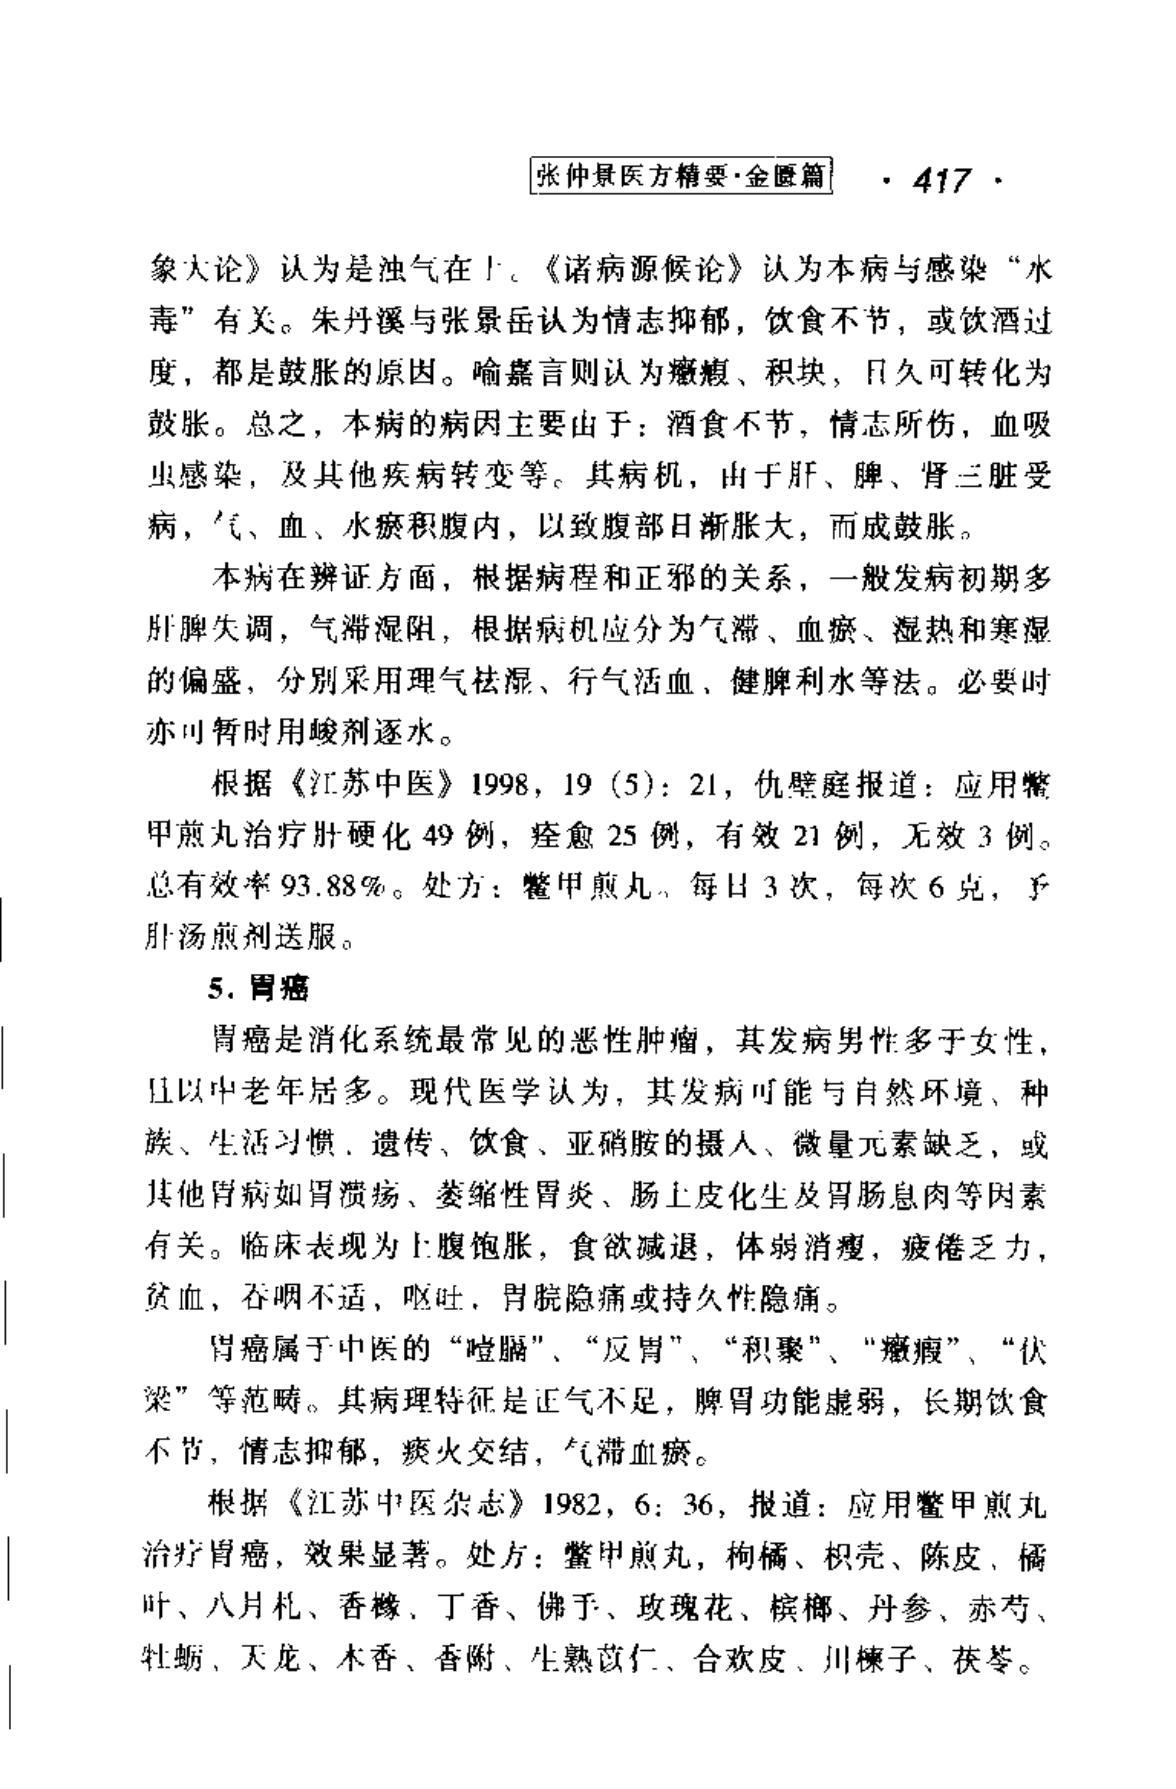 张仲景医方精要·金匮篇 · 417 ·
象大论》认为是浊气在上。《诸病源候论》认为本病与感染“水
毒”有关。朱丹溪与张景岳认为情志抑郁，饮食不节，或饮酒过
度，都是鼓胀的原因。喻嘉言则认为癥瘕、积块，日久可转化为
鼓胀。总之，本病的病因主要由于：酒食不节，情志所伤，血吸
虫感染，及其他疾病转变等。其病机，由于肝、脾、肾三脏受
病，气、血、水瘀积腹内，以致腹部日渐胀大，而成鼓胀。
本病在辨证方面，根据病程和正邪的关系，一般发病初期多
肝脾失调，气滞湿阻，根据病机应分为气滞、血瘀、湿热和寒湿
的偏盛，分别采用理气祛湿、行气活血、健脾利水等法。必要时
亦可暂时用峻剂逐水。
根据《江苏中医》1998，19（5）：21，仇壁庭报道：应用鳖
甲煎丸治疗肝硬化 49 例，痊愈 25 例，有效 21 例，无效 3 例。
总有效率 93.88%。处方：鳖甲煎丸。每日 3 次，每次 6 克，予
肝汤煎剂送服。
5. 胃癌
胃癌是消化系统最常见的恶性肿瘤，其发病男性多于女性，
且以中老年居多。现代医学认为，其发病可能与自然环境、种
族、生活习惯、遗传、饮食、亚硝胺的摄入、微量元素缺乏，或
其他胃病如胃溃疡、萎缩性胃炎、肠上皮化生及胃肠息肉等因素
有关。临床表现为上腹饱胀，食欲减退，体弱消瘦，疲倦乏力，
贫血，吞咽不适，呕吐，胃脘隐痛或持久性隐痛。
胃癌属于中医的“噎膈”、“反胃”、“积聚”、“癥瘕”、“伏
梁”等范畴。其病理特征是正气不足，脾胃功能虚弱，长期饮食
不节，情志抑郁，痰火交结，气滞血瘀。
根据《江苏中医杂志》1982，6：36，报道：应用鳖甲煎丸
治疗胃癌，效果显著。处方：鳖甲煎丸，枸橘、枳壳、陈皮、橘
叶、八月札、香橼、丁香、佛手、玫瑰花、槟榔、丹参、赤芍、
牡蛎、天龙、木香、香附、生熟苡仁、合欢皮、川楝子、茯苓。